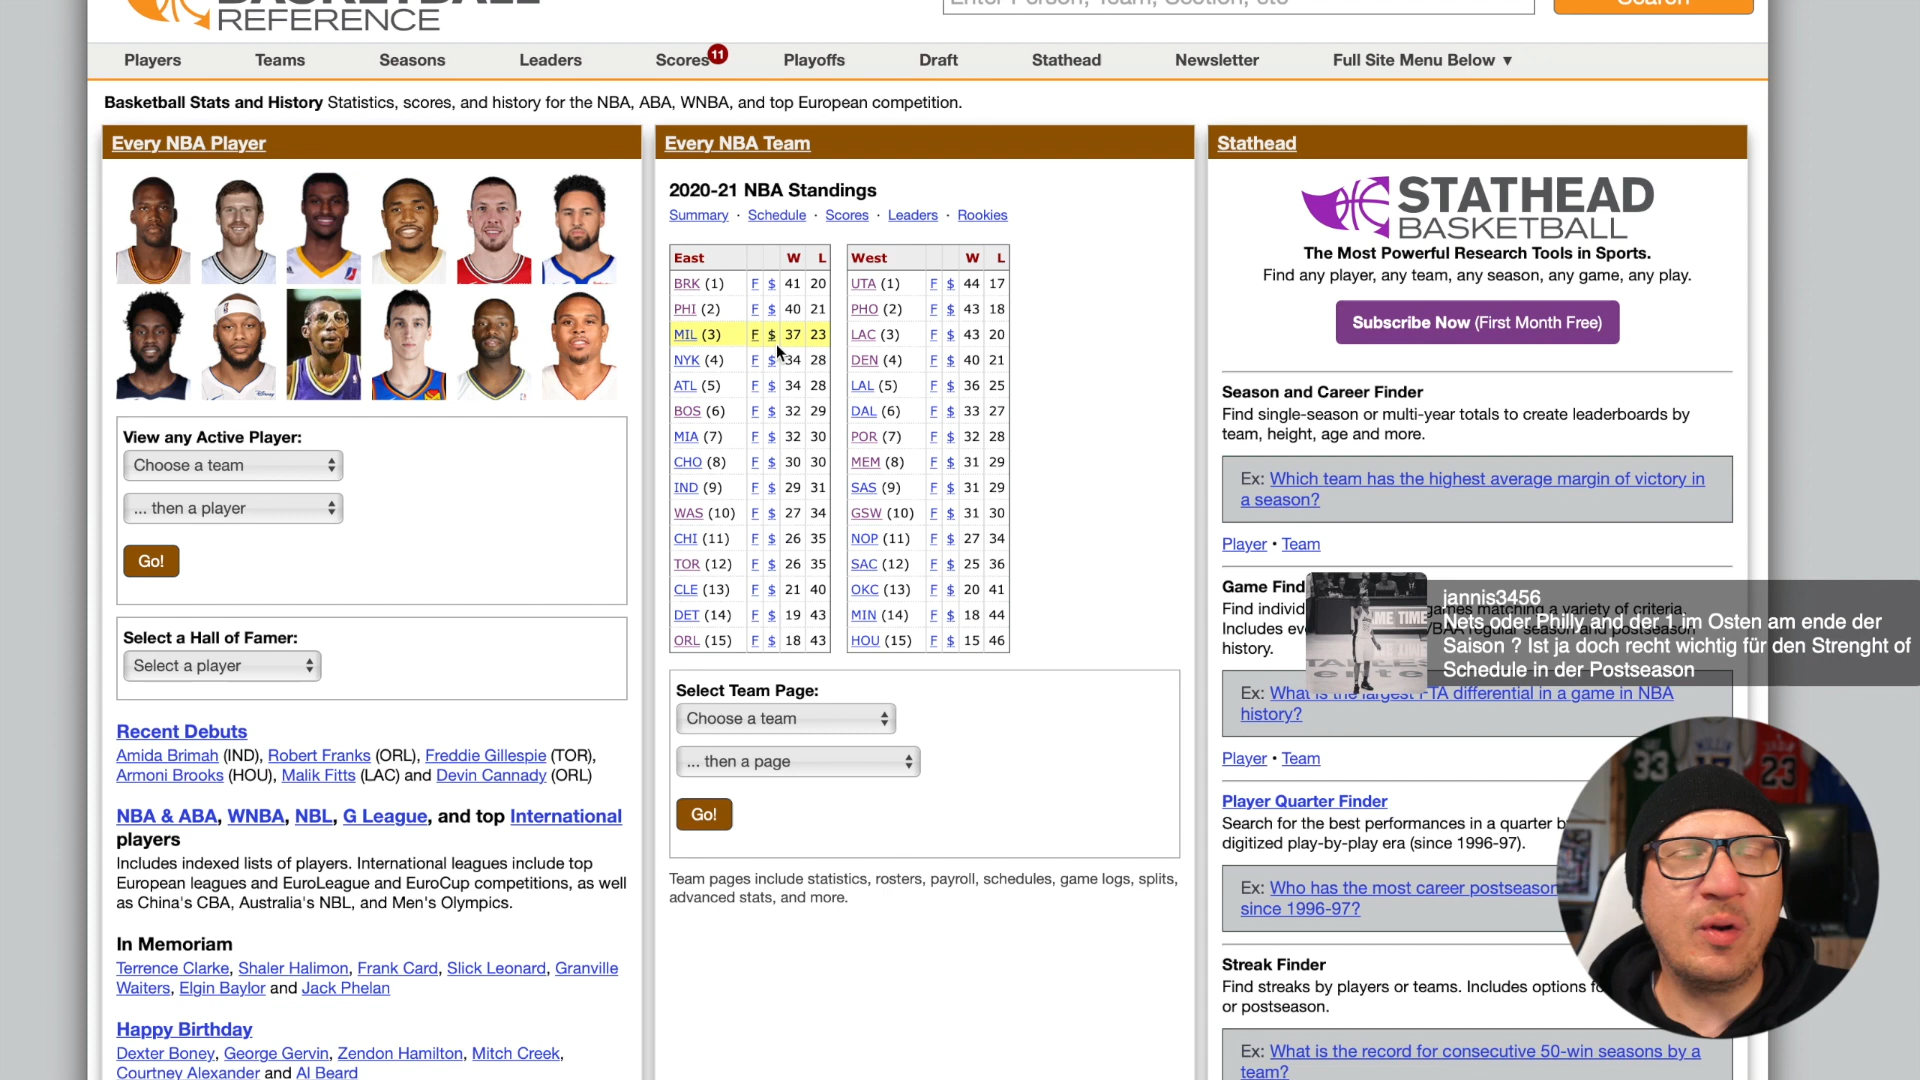 REFERENCE
Search
Players Teams Seasons Leaders Scores 11 Playoffs Draft Stathead Newsletter Full Site Menu Below ▼
Basketball Stats and History Statistics, scores, and history for the NBA, ABA, WNBA, and top European competition.
Every NBA Player
View any Active Player:
Choose a team
... then a player
Go!
Select a Hall of Famer:
Select a player
Recent Debuts
Amida Brimah (IND), Robert Franks (ORL), Freddie Gillespie (TOR),
Armoni Brooks (HOU), Malik Fitts (LAC) and Devin Cannady (ORL)
NBA & ABA, WNBA, NBL, G League, and top International
players
Includes indexed lists of players. International leagues include top
European leagues and EuroLeague and EuroCup competitions, as well
as China's CBA, Australia's NBL, and Men's Olympics.
In Memoriam
Terrence Clarke, Shaler Halimon, Frank Card, Slick Leonard, Granville
Waiters, Elgin Baylor and Jack Phelan
Happy Birthday
Dexter Boney, George Gervin, Zendon Hamilton, Mitch Creek,
Courtney Alexander and Al Beard
Every NBA Team
2020-21 NBA Standings
Summary · Schedule · Scores · Leaders · Rookies
East W L West W L
BRK (1) F $ 41 20 UTA (1) F $ 44 17
PHI (2) F $ 40 21 PHO (2) F $ 43 18
MIL (3) F $ 37 23 LAC (3) F $ 43 20
NYK (4) F $ 34 28 DEN (4) F $ 40 21
ATL (5) F $ 34 28 LAL (5) F $ 36 25
BOS (6) F $ 32 29 DAL (6) F $ 33 27
MIA (7) F $ 32 30 POR (7) F $ 32 28
CHO (8) F $ 30 30 MEM (8) F $ 31 29
IND (9) F $ 29 31 SAS (9) F $ 31 29
WAS (10) F $ 27 34 GSW (10) F $ 31 30
CHI (11) F $ 26 35 NOP (11) F $ 27 34
TOR (12) F $ 26 35 SAC (12) F $ 25 36
CLE (13) F $ 21 40 OKC (13) F $ 20 41
DET (14) F $ 19 43 MIN (14) F $ 18 44
ORL (15) F $ 18 43 HOU (15) F $ 15 46
Select Team Page:
Choose a team
... then a page
Go!
Team pages include statistics, rosters, payroll, schedules, game logs, splits,
advanced stats, and more.
Stathead
STATHEAD
BASKETBALL
The Most Powerful Research Tools in Sports.
Find any player, any team, any season, any game, any play.
Subscribe Now (First Month Free)
Season and Career Finder
Find single-season or multi-year totals to create leaderboards by
team, height, age and more.
Ex: Which team has the highest average margin of victory in
a season?
Player • Team
Game Find
Find individ games matching a variety of criteria.
Includes ev /BAA regular season and postseason
history.
jannis3456
Nets oder Philly and der 1 im Osten am ende der
Saison ? Ist ja doch recht wichtig für den Strenght of
Schedule in der Postseason
ME TIME
Ex: What is the largest FTA differential in a game in NBA
history?
Player • Team
Player Quarter Finder
Search for the best performances in a quarter
digitized play-by-play era (since 1996-97).
Ex: Who has the most career postseason
since 1996-97?
Streak Finder
Find streaks by players or teams. Includes options
or postseason.
Ex: What is the record for consecutive 50-win seasons by a
team?
33
23